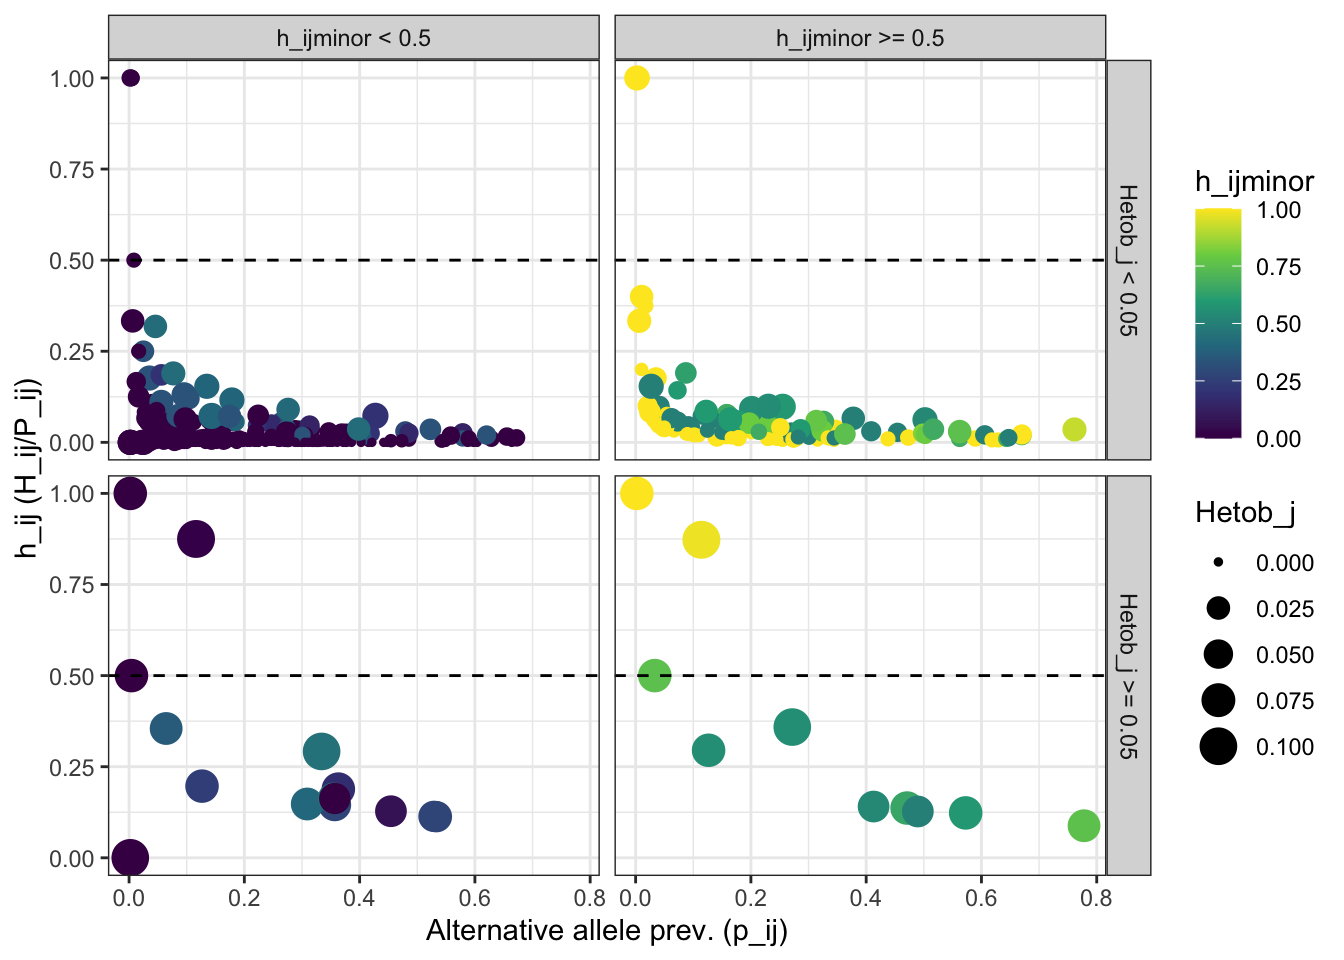 h_ijminor < 0.5
h_ijminor >= 0.5
1.00
0.75
0.50
0.25
0.00
Hetob_j < 0.05
1.00
0.75
0.50
0.25
0.00
Hetob_j >= 0.05
0.0 0.2 0.4 0.6 0.8
0.0 0.2 0.4 0.6 0.8
Alternative allele prev. (p_ij)
h_ij (H_ij/P_ij)
h_ijminor
1.00
0.75
0.50
0.25
0.00
Hetob_j
0.000
0.025
0.050
0.075
0.100